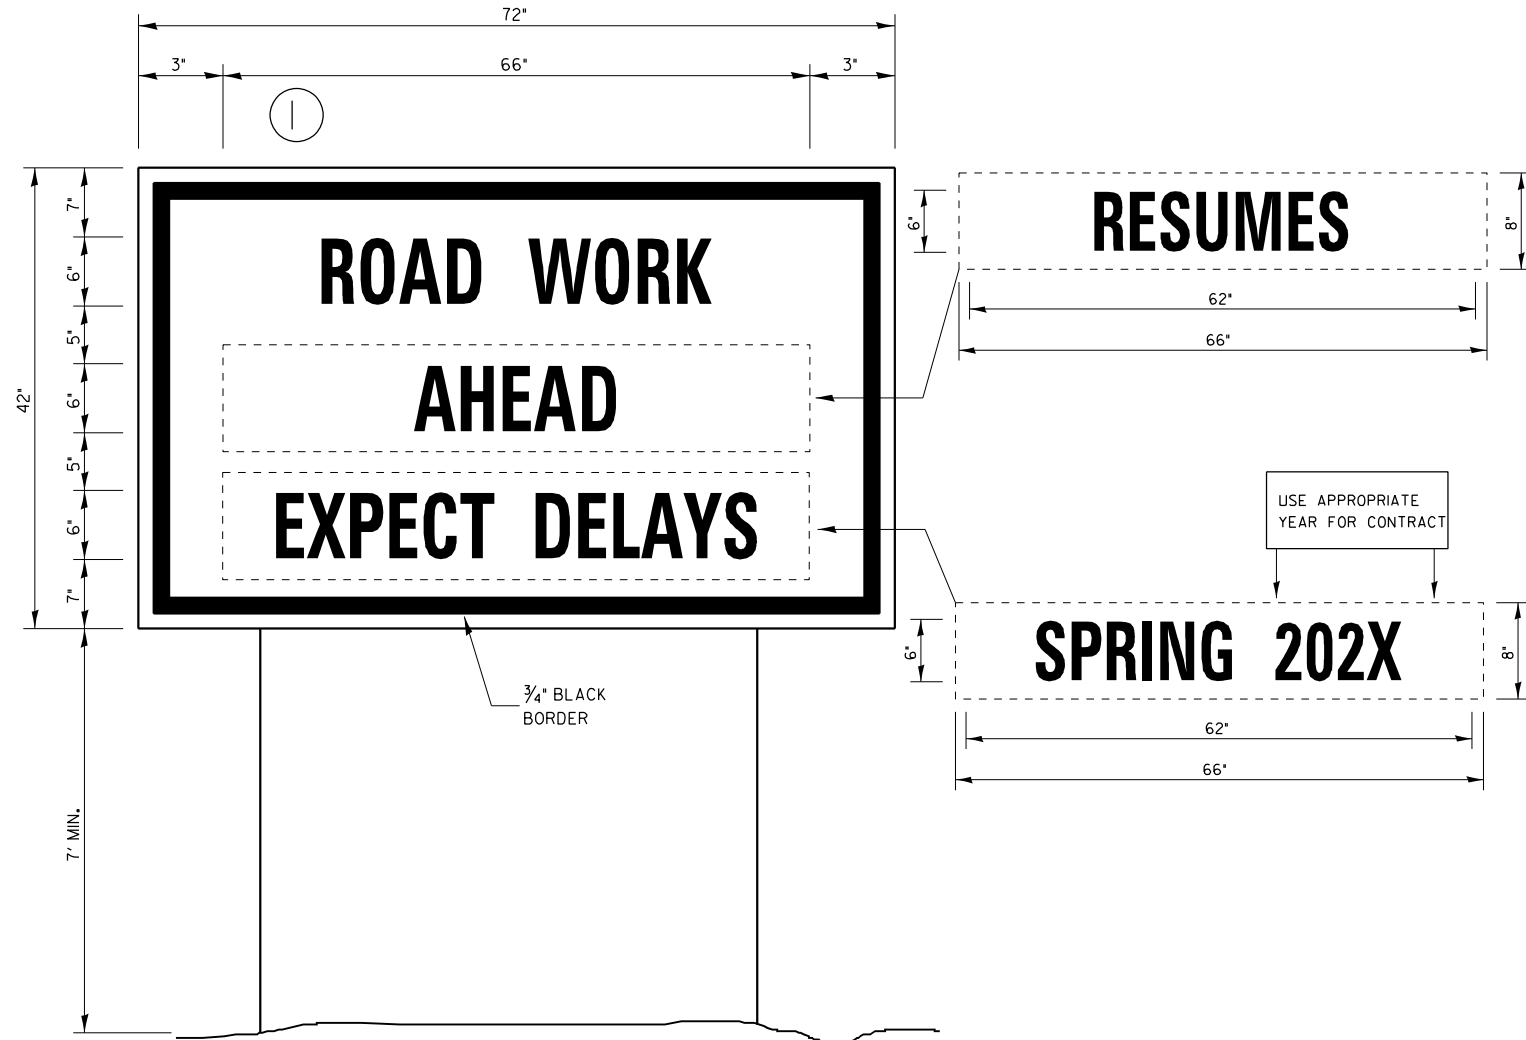 72"
3" 66" 3"
|
7"
6"
5"
6"
5"
6"
7"
42"
7' MIN.
ROAD WORK
AHEAD
EXPECT DELAYS
3/4" BLACK
BORDER
RESUMES
6"
8"
62"
66"
USE APPROPRIATE
YEAR FOR CONTRACT
SPRING 202X
6"
8"
62"
66"